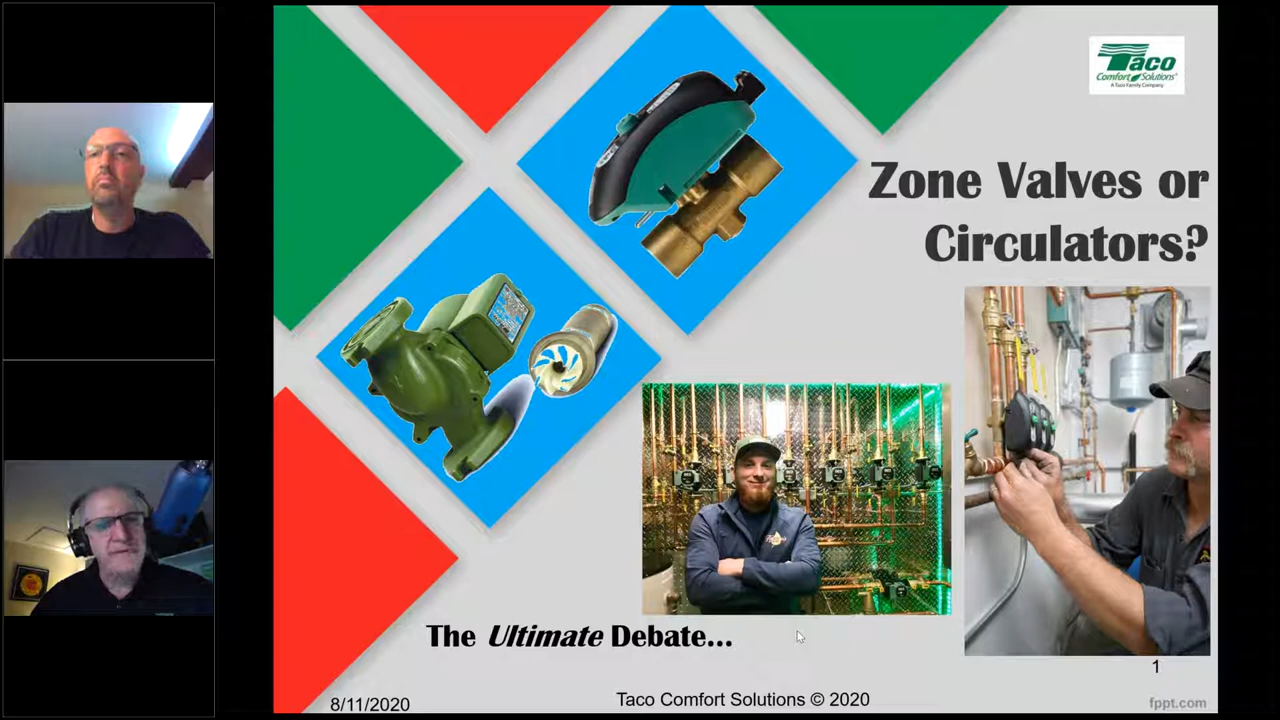 Taco
Comfort Solutions®
A Taco Family Company
Zone Valves or
Circulators?
The Ultimate Debate...
1
8/11/2020
Taco Comfort Solutions © 2020
fppt.com